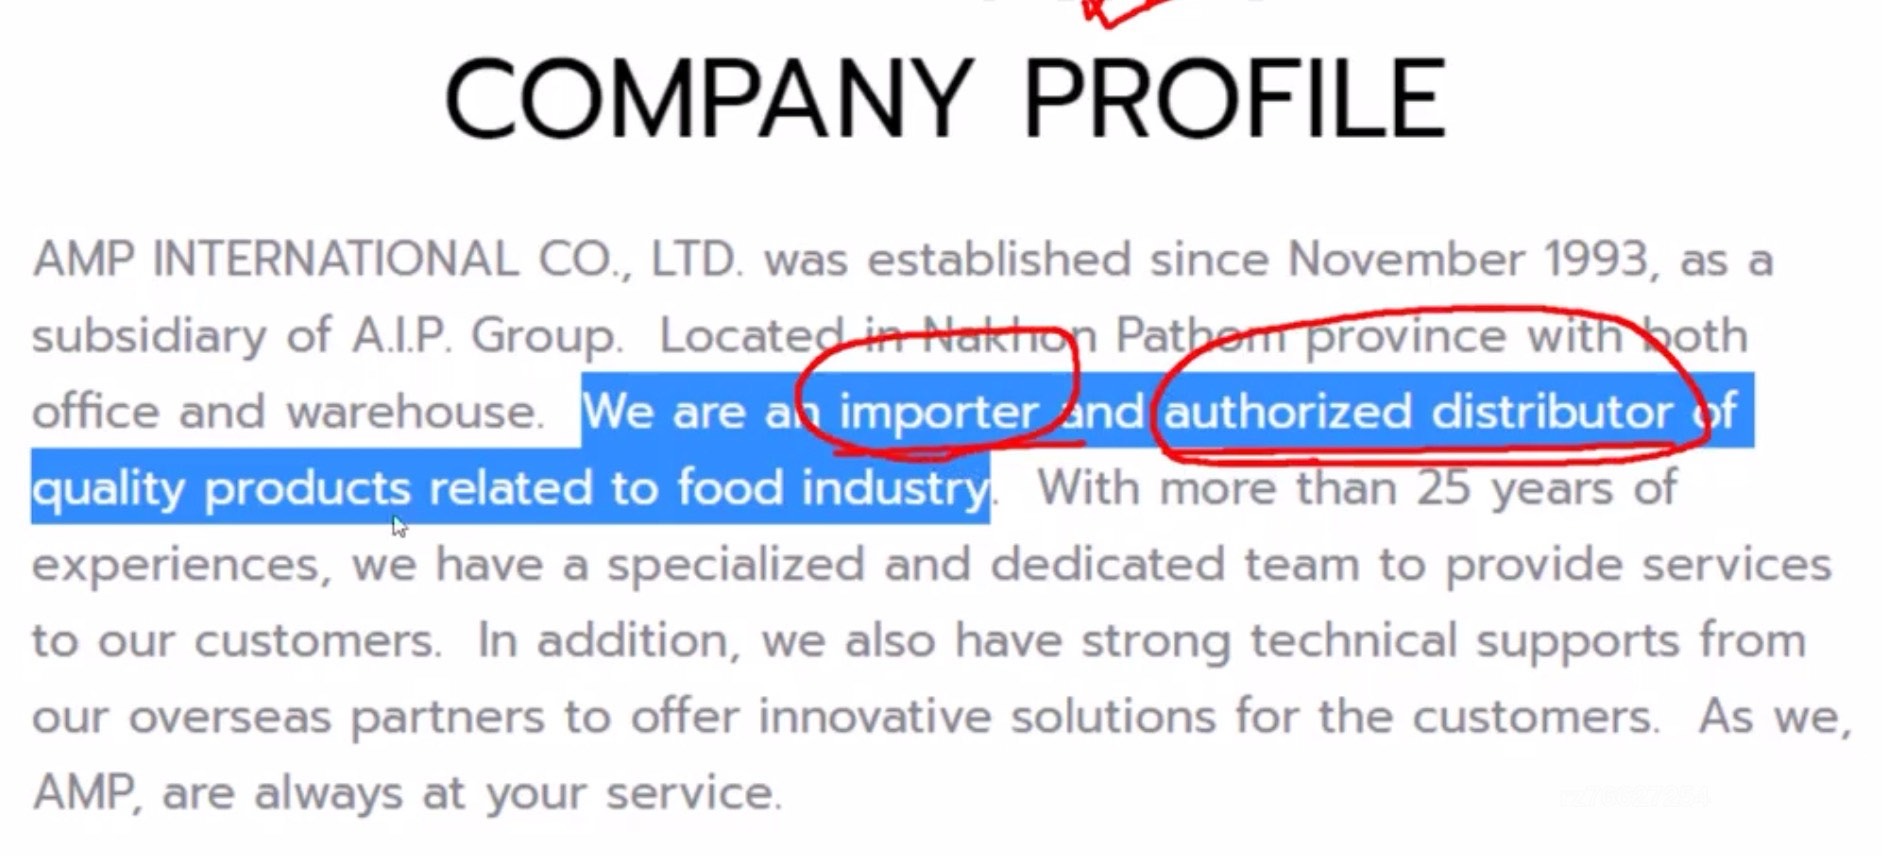 COMPANY PROFILE
AMP INTERNATIONAL CO., LTD. was established since November 1993, as a
subsidiary of A.I.P. Group. Located in Nakhon Pathom province with both
office and warehouse. We are an importer and authorized distributor of
quality products related to food industry. With more than 25 years of
experiences, we have a specialized and dedicated team to provide services
to our customers. In addition, we also have strong technical supports from
our overseas partners to offer innovative solutions for the customers. As we,
AMP, are always at your service.